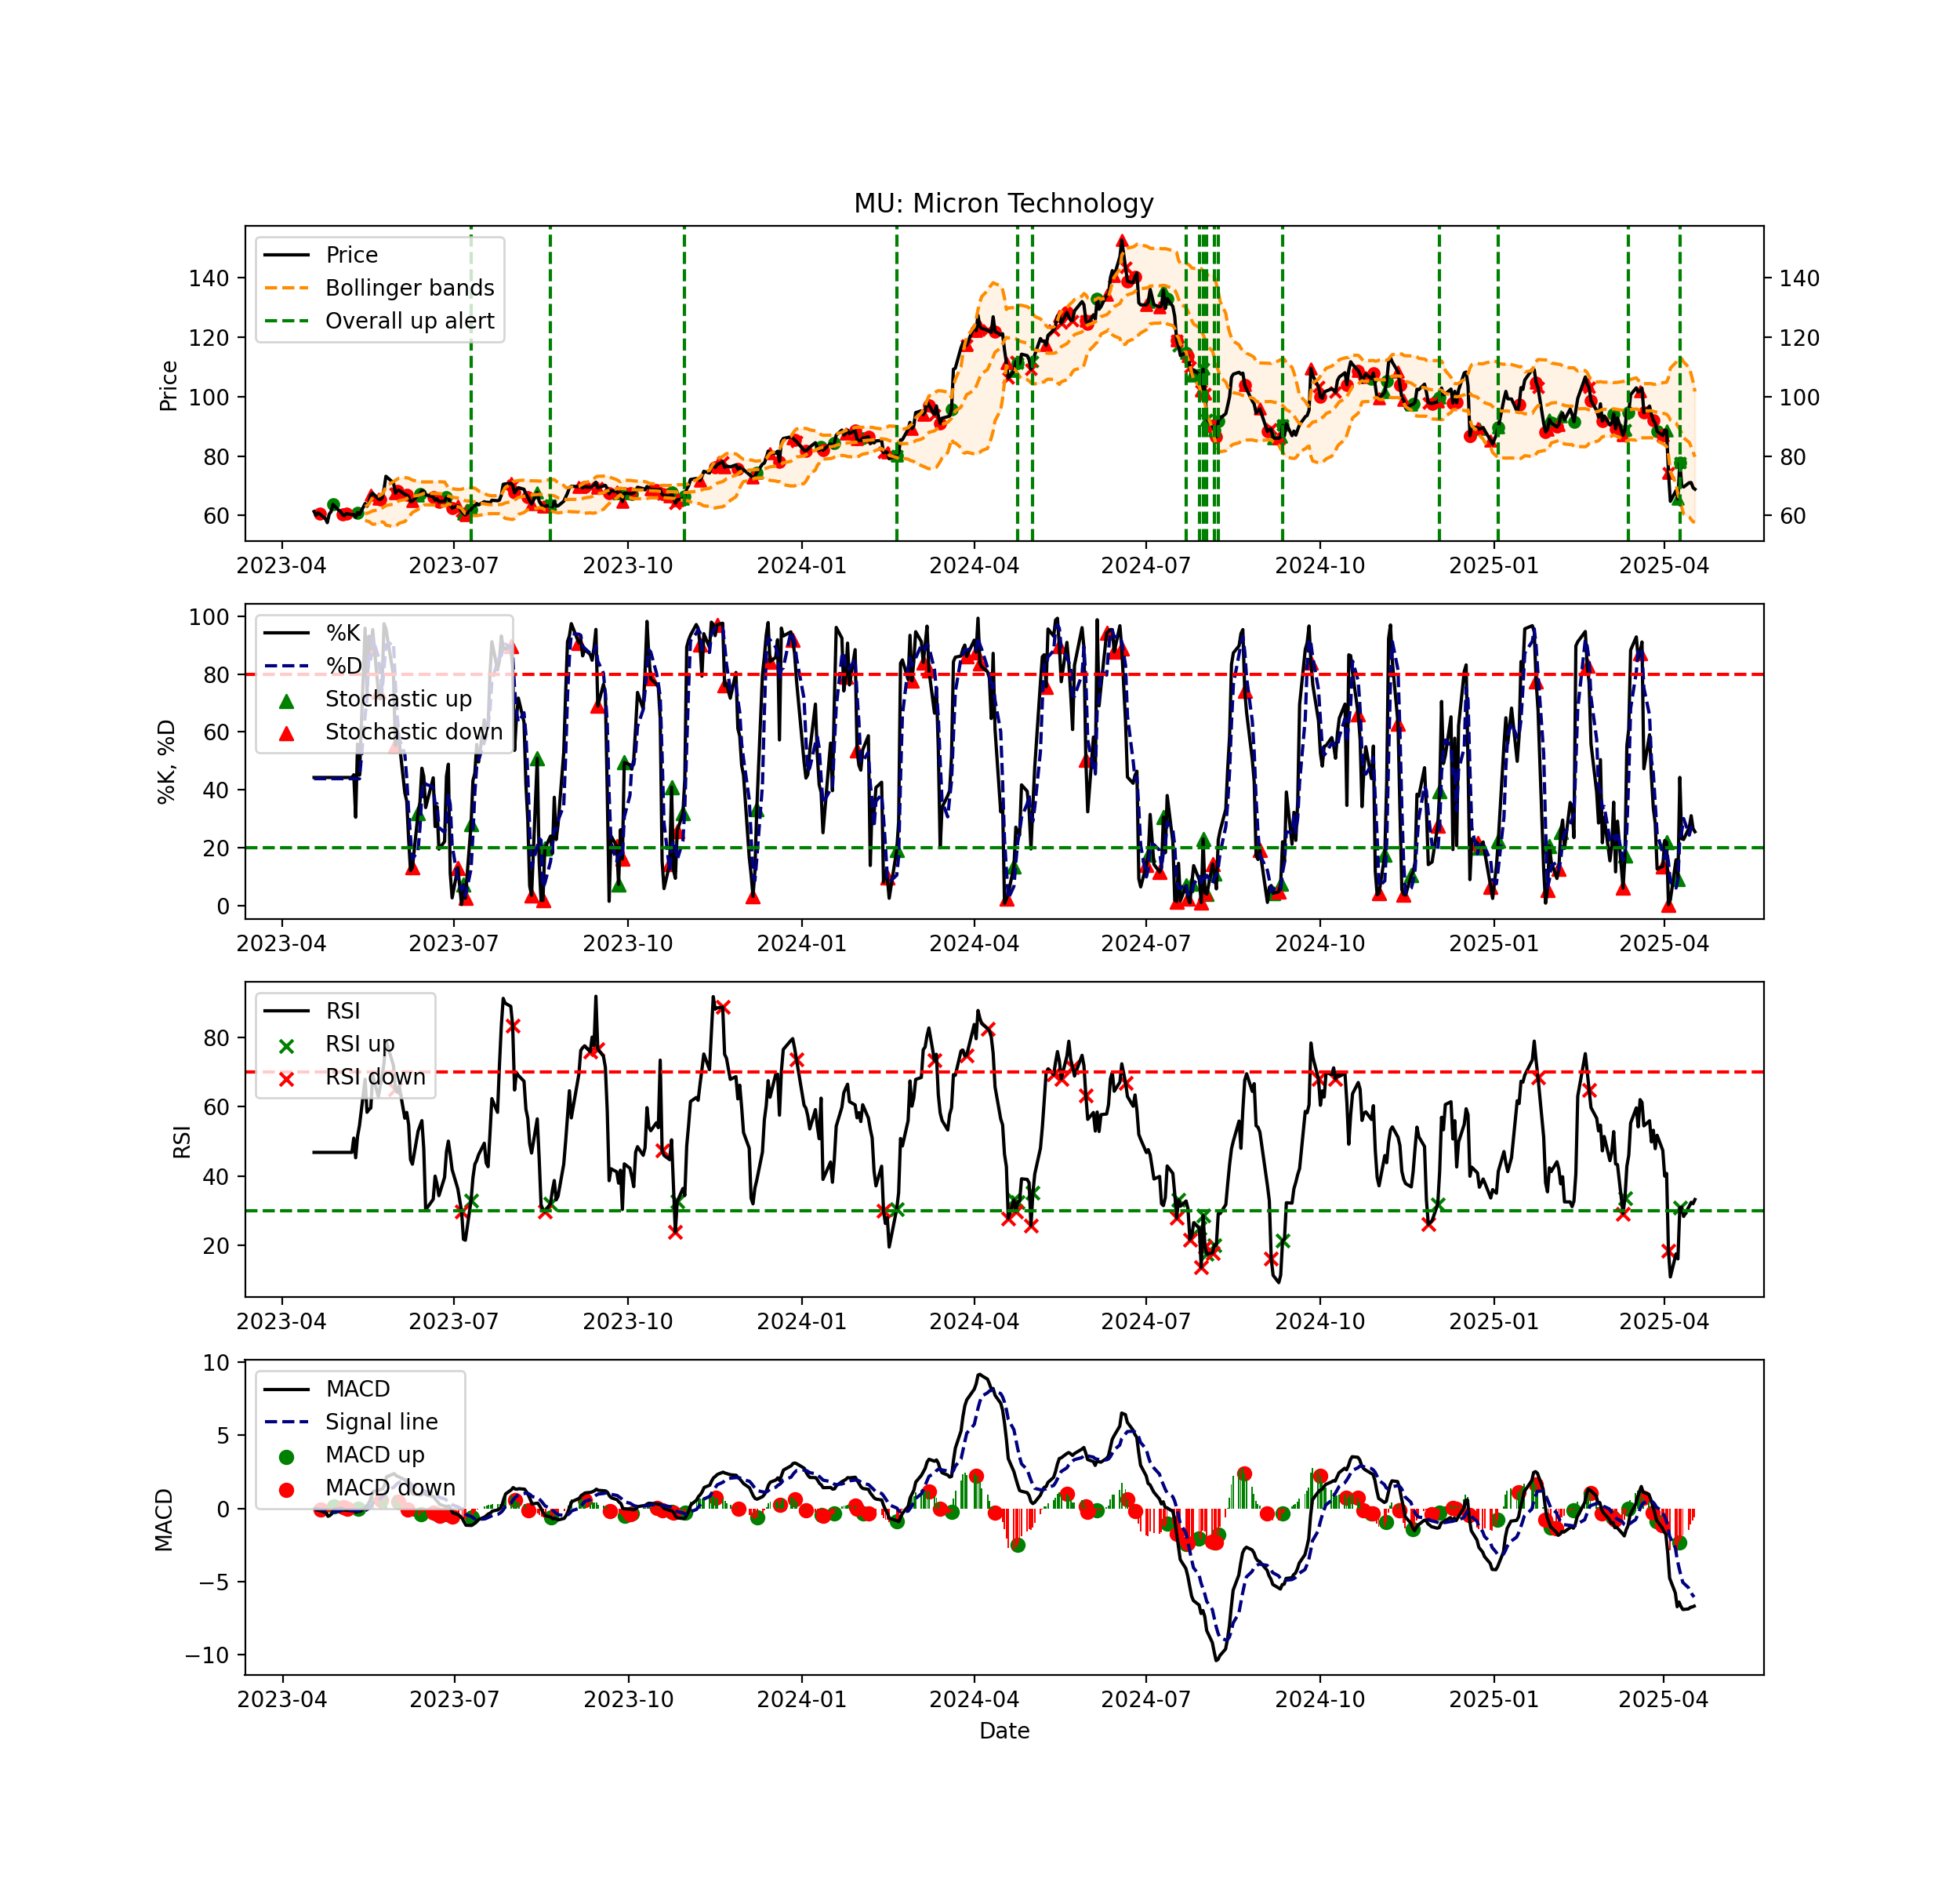 MU: Micron Technology
Price
Bollinger bands
Overall up alert
140
120
100
80
60
Price
140
120
100
80
60
2023-04 2023-07 2023-10 2024-01 2024-04 2024-07 2024-10 2025-01 2025-04
%K
%D
Stochastic up
Stochastic down
100
80
60
40
20
0
%K, %D
2023-04 2023-07 2023-10 2024-01 2024-04 2024-07 2024-10 2025-01 2025-04
RSI
RSI up
RSI down
80
60
40
20
RSI
2023-04 2023-07 2023-10 2024-01 2024-04 2024-07 2024-10 2025-01 2025-04
MACD
Signal line
MACD up
MACD down
10
5
0
−5
−10
MACD
2023-04 2023-07 2023-10 2024-01 2024-04 2024-07 2024-10 2025-01 2025-04
Date